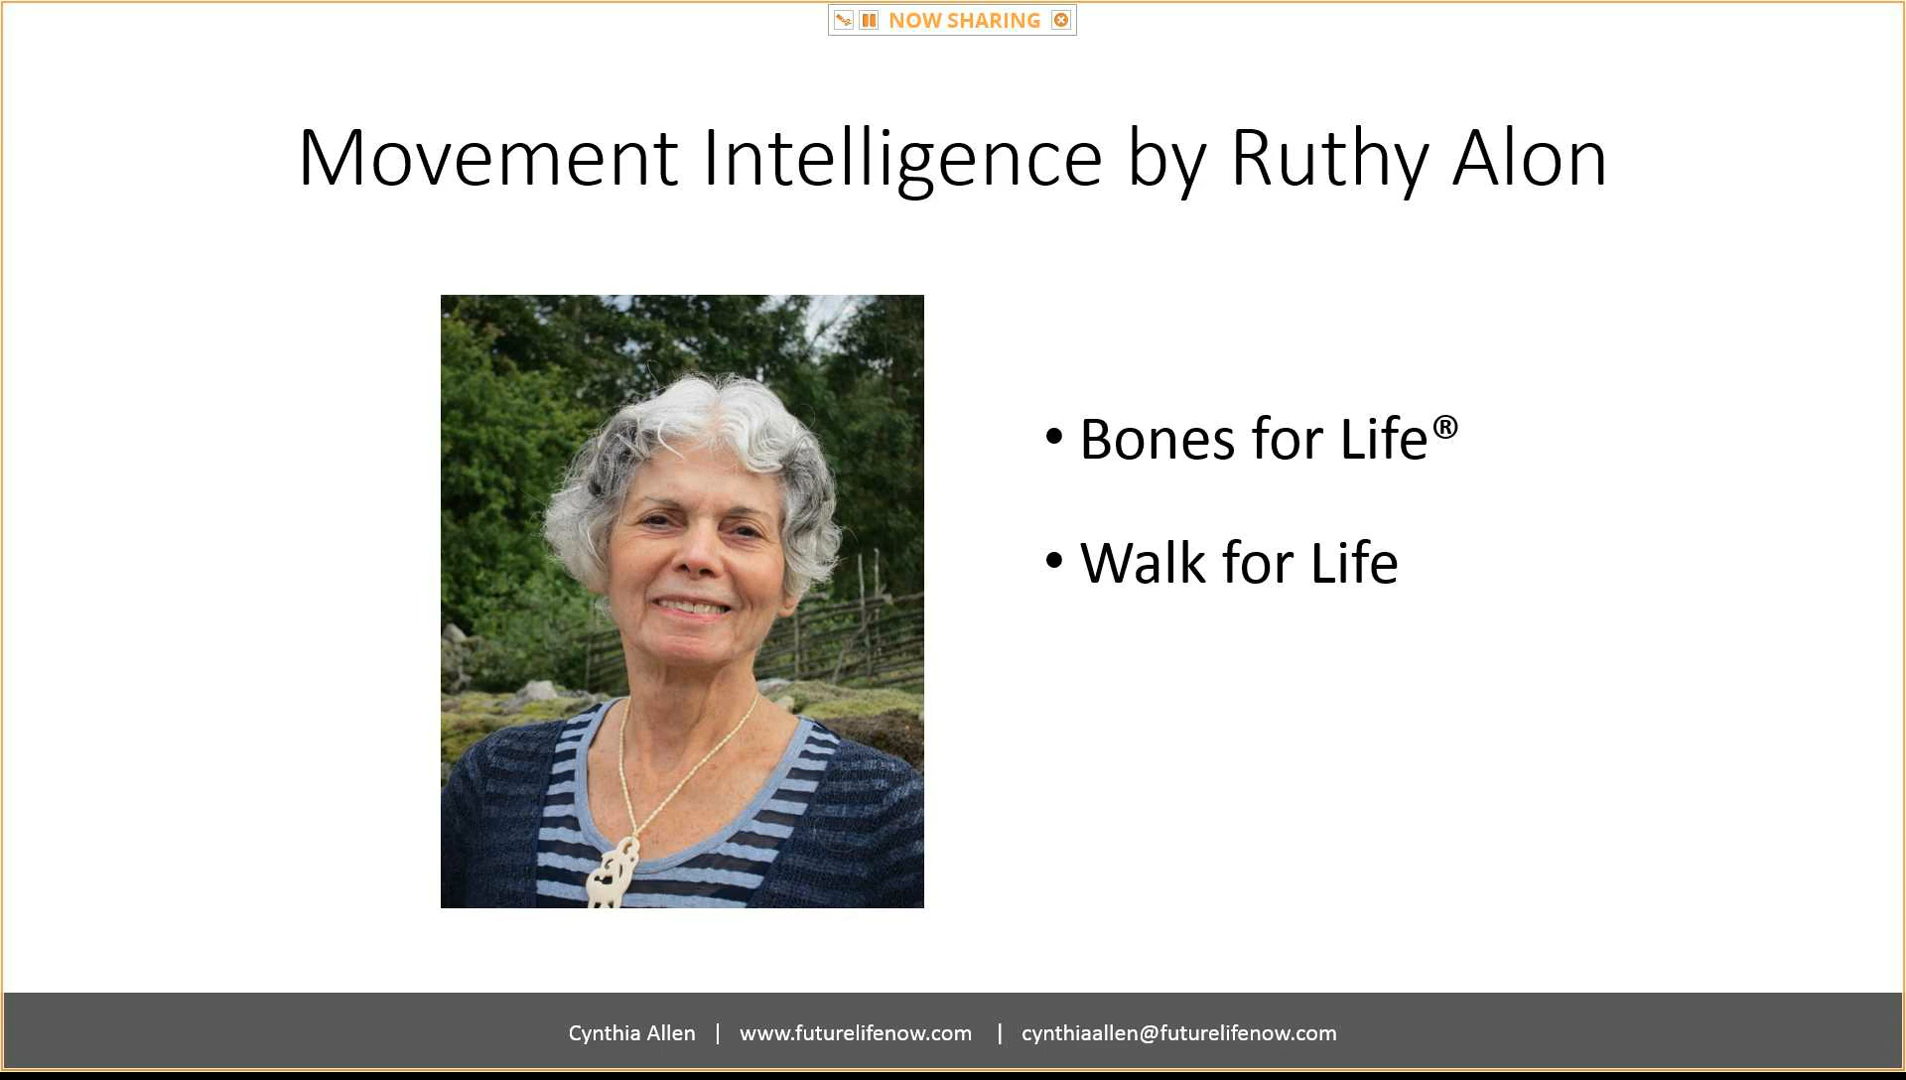 NOW SHARING
Movement Intelligence by Ruthy Alon
• Bones for Life®
• Walk for Life
Cynthia Allen | www.futurelifenow.com | cynthiaallen@futurelifenow.com